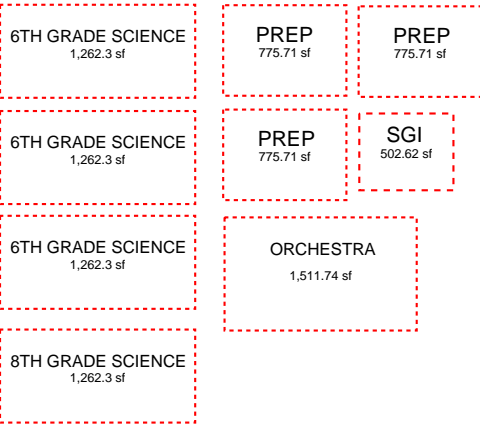 6TH GRADE SCIENCE
1,262.3 sf
PREP
775.71 sf
PREP
775.71 sf
6TH GRADE SCIENCE
1,262.3 sf
PREP
775.71 sf
SGI
502.62 sf
6TH GRADE SCIENCE
1,262.3 sf
ORCHESTRA
1,511.74 sf
8TH GRADE SCIENCE
1,262.3 sf